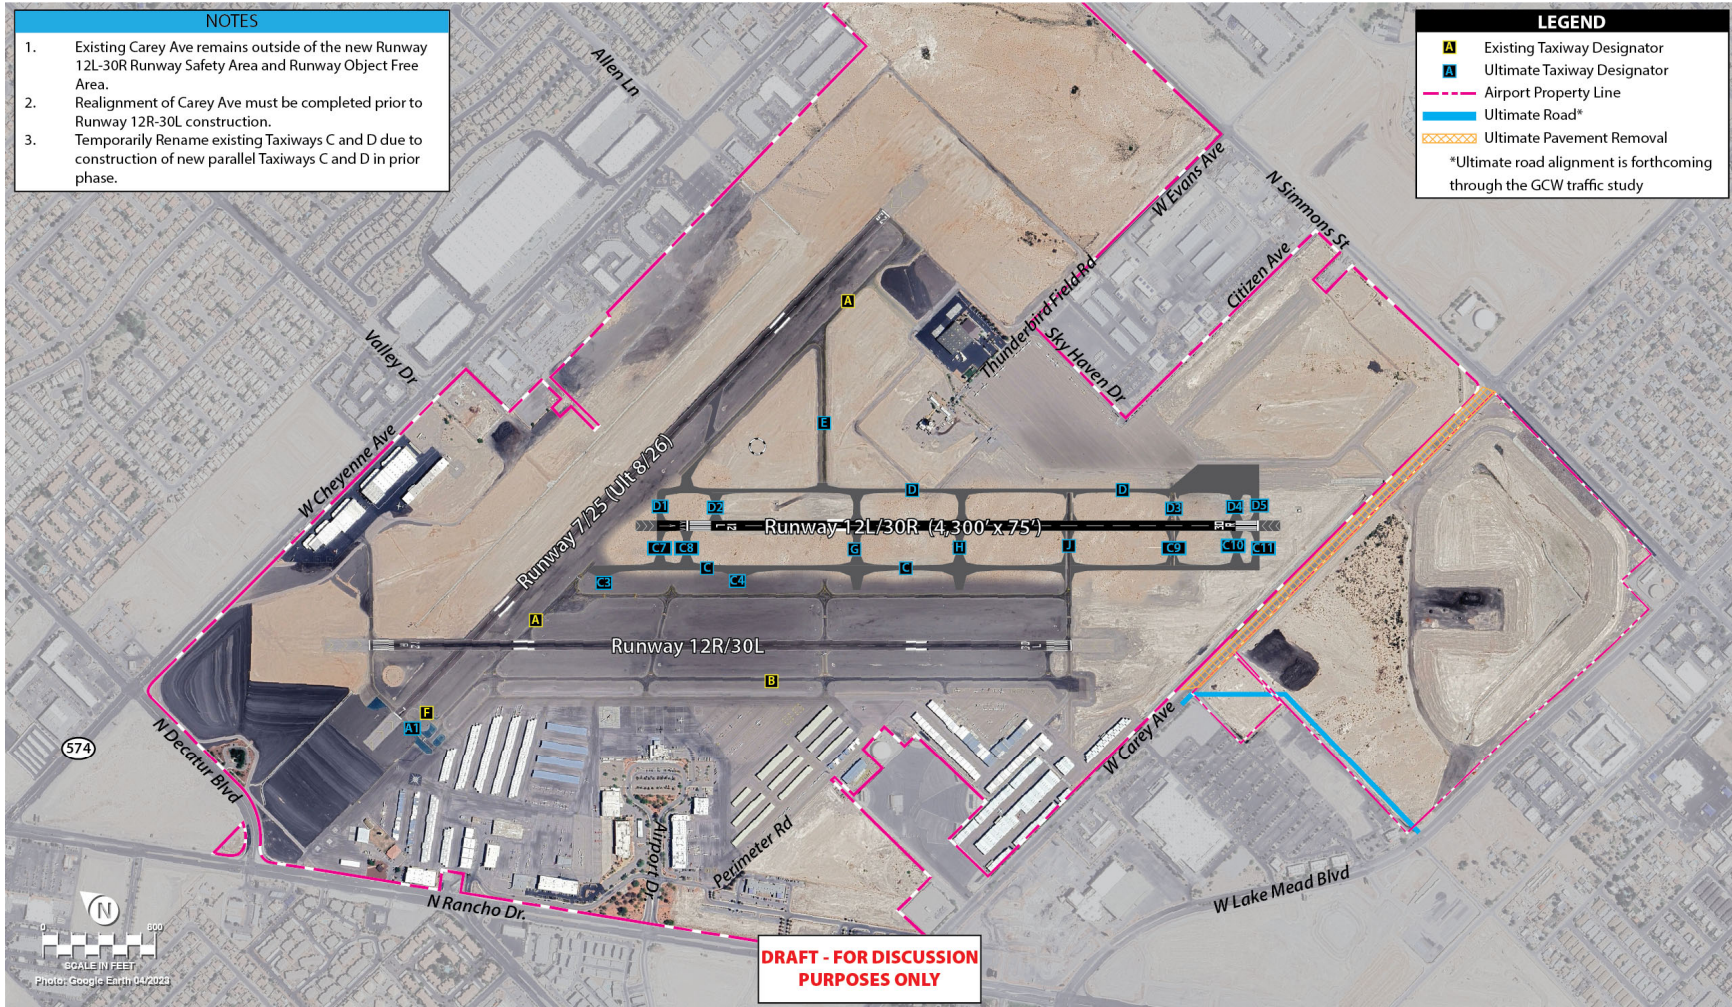 NOTES
1. Existing Carey Ave remains outside of the new Runway
12L-30R Runway Safety Area and Runway Object Free
Area.
2. Realignment of Carey Ave must be completed prior to
Runway 12R-30L construction.
3. Temporarily Rename existing Taxiways C and D due to
construction of new parallel Taxiways C and D in prior
phase.
LEGEND
A Existing Taxiway Designator
A Ultimate Taxiway Designator
Airport Property Line
Ultimate Road*
Ultimate Pavement Removal
*Ultimate road alignment is forthcoming
through the GCW traffic study
Allen Ln
W Evans Ave
N Simmons St
Citizen Ave
Thunderbird Field Rd
Sky Haven Dr
Valley Dr
W Cheyenne Ave
Runway 7/25 (Ult 8/26)
A
E
D
D
D1
D2
D3
D4
D5
Runway 12L/30R (4,300' x 75')
C7
C8
G
H
J
C9
C10
C11
C3
C
C4
C
A
Runway 12R/30L
B
F
A1
574
N Decatur Blvd
W Carey Ave
Airport Dr.
Perimeter Rd
N Rancho Dr.
W Lake Mead Blvd
N
0 800
SCALE IN FEET
Photo: Google Earth 04/2023
DRAFT - FOR DISCUSSION
PURPOSES ONLY